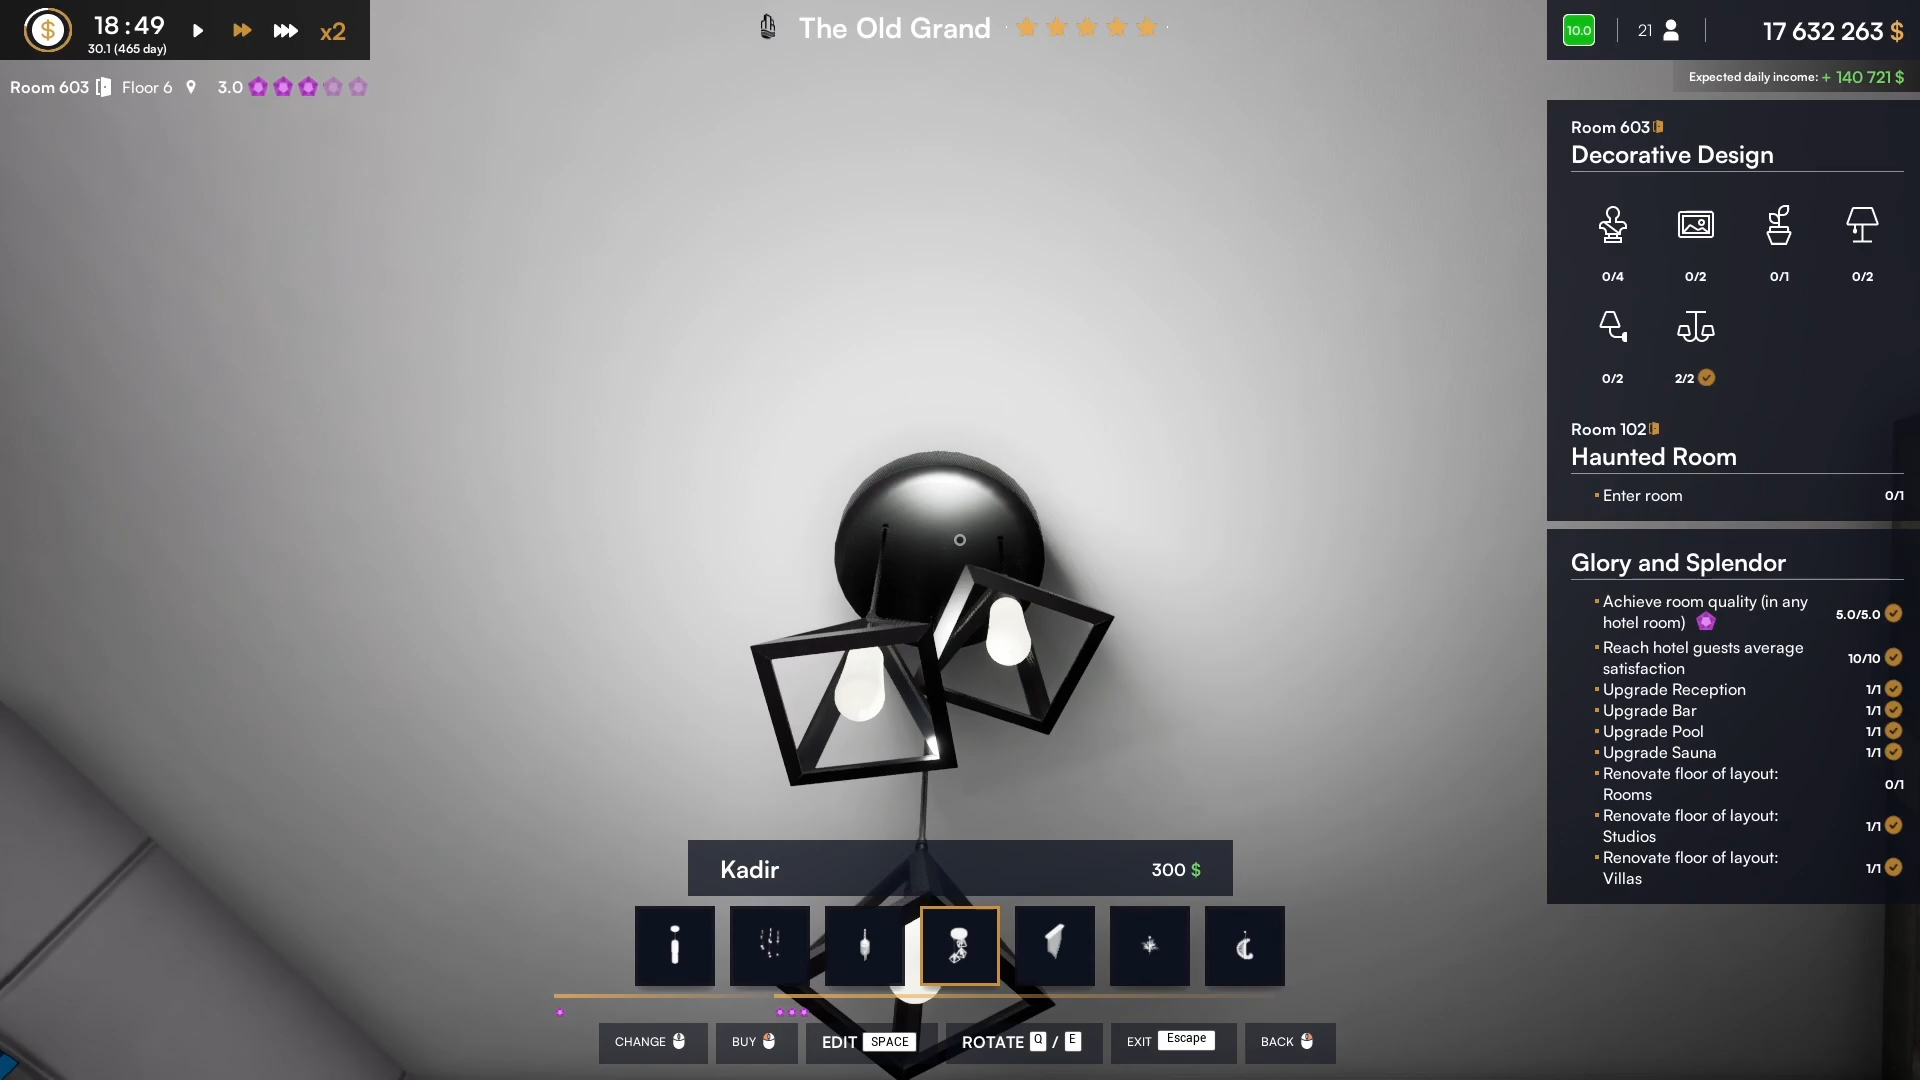 18:49
30.1 (465 day)
x2
The Old Grand
10.0
21
17 632 263 $
Expected daily income: + 140 721 $
Room 603
Floor 6
3.0
Room 603
Decorative Design
0/4
0/2
0/1
0/2
0/2
2/2
Room 102
Haunted Room
Enter room 0/1
Glory and Splendor
Achieve room quality (in any
hotel room) 5.0/5.0
Reach hotel guests average
satisfaction 10/10
Upgrade Reception 1/1
Upgrade Bar 1/1
Upgrade Pool 1/1
Upgrade Sauna 1/1
Renovate floor of layout:
Rooms 0/1
Renovate floor of layout:
Studios 1/1
Renovate floor of layout:
Villas 1/1
Kadir 300 $
CHANGE BUY EDIT SPACE ROTATE Q / E EXIT Escape BACK